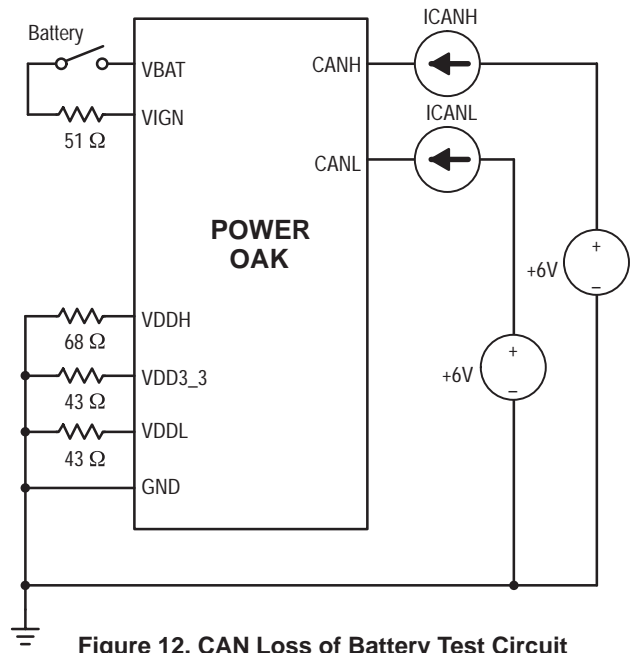 ICANH
Battery
VBAT
CANH
ICANL
VIGN
51 Ω
CANL
POWER
OAK
+
+6V
–
VDDH
68 Ω
VDD3_3
+
+6V
–
43 Ω
VDDL
43 Ω
GND
Figure 12. CAN Loss of Battery Test Circuit